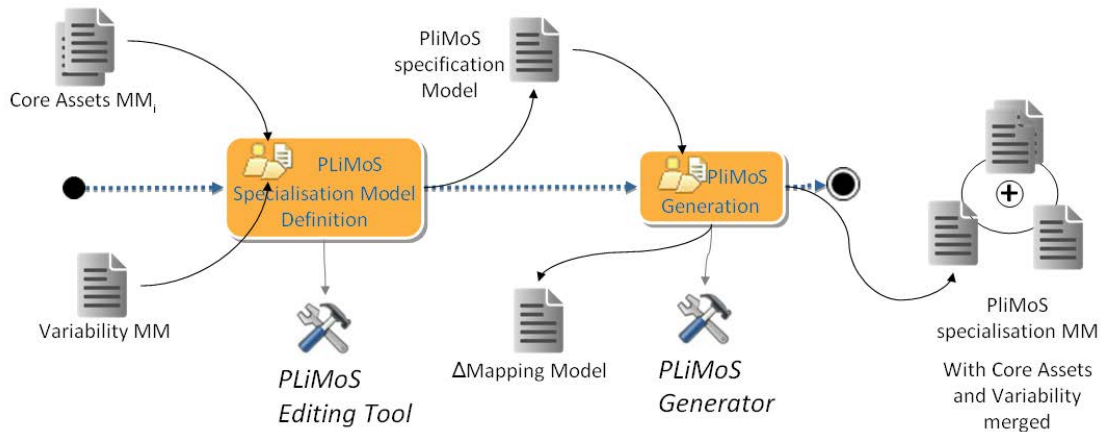 PliMoS
specification
Model
Core Assets MMi
PLiMoS
Specialisation Model
Definition
PliMoS
Generation
Variability MM
PLiMoS
Editing Tool
ΔMapping Model
PLiMoS
Generator
PliMoS
specialisation MM
With Core Assets
and Variability
merged